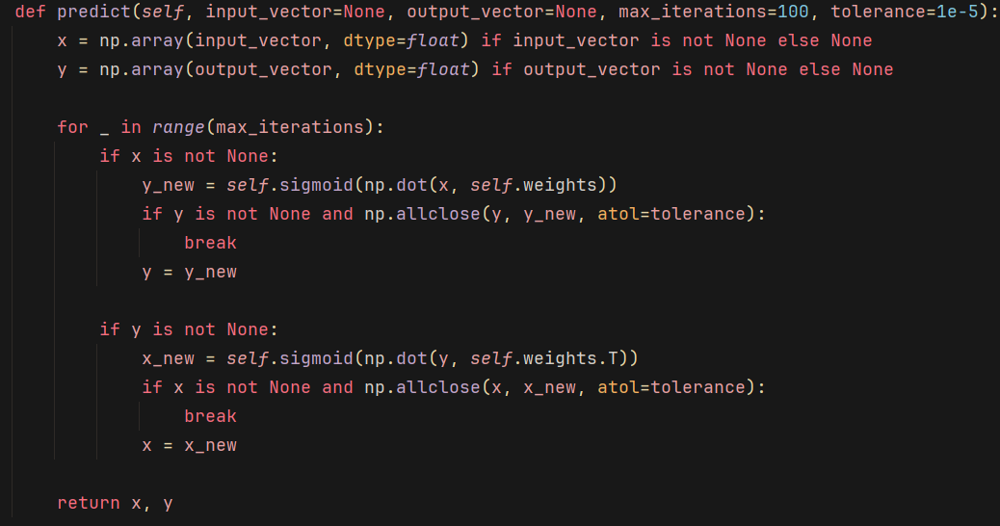 def predict(self, input_vector=None, output_vector=None, max_iterations=100, tolerance=1e-5):
    x = np.array(input_vector, dtype=float) if input_vector is not None else None
    y = np.array(output_vector, dtype=float) if output_vector is not None else None

    for _ in range(max_iterations):
        if x is not None:
            y_new = self.sigmoid(np.dot(x, self.weights))
            if y is not None and np.allclose(y, y_new, atol=tolerance):
                break
            y = y_new

        if y is not None:
            x_new = self.sigmoid(np.dot(y, self.weights.T))
            if x is not None and np.allclose(x, x_new, atol=tolerance):
                break
            x = x_new

    return x, y